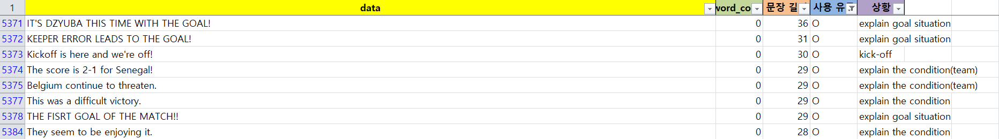 1 data word_co 문장 길 사용 유 상황
5371 IT'S DZYUBA THIS TIME WITH THE GOAL! 0 36 O explain goal situation
5372 KEEPER ERROR LEADS TO THE GOAL! 0 31 O explain goal situation
5373 Kickoff is here and we're off! 0 30 O kick-off
5374 The score is 2-1 for Senegal! 0 29 O explain the condition(team)
5375 Belgium continue to threaten. 0 29 O explain the condition(team)
5377 This was a difficult victory. 0 29 O explain the condition
5378 THE FISRT GOAL OF THE MATCH!! 0 29 O explain goal situation
5384 They seem to be enjoying it. 0 28 O explain the condition